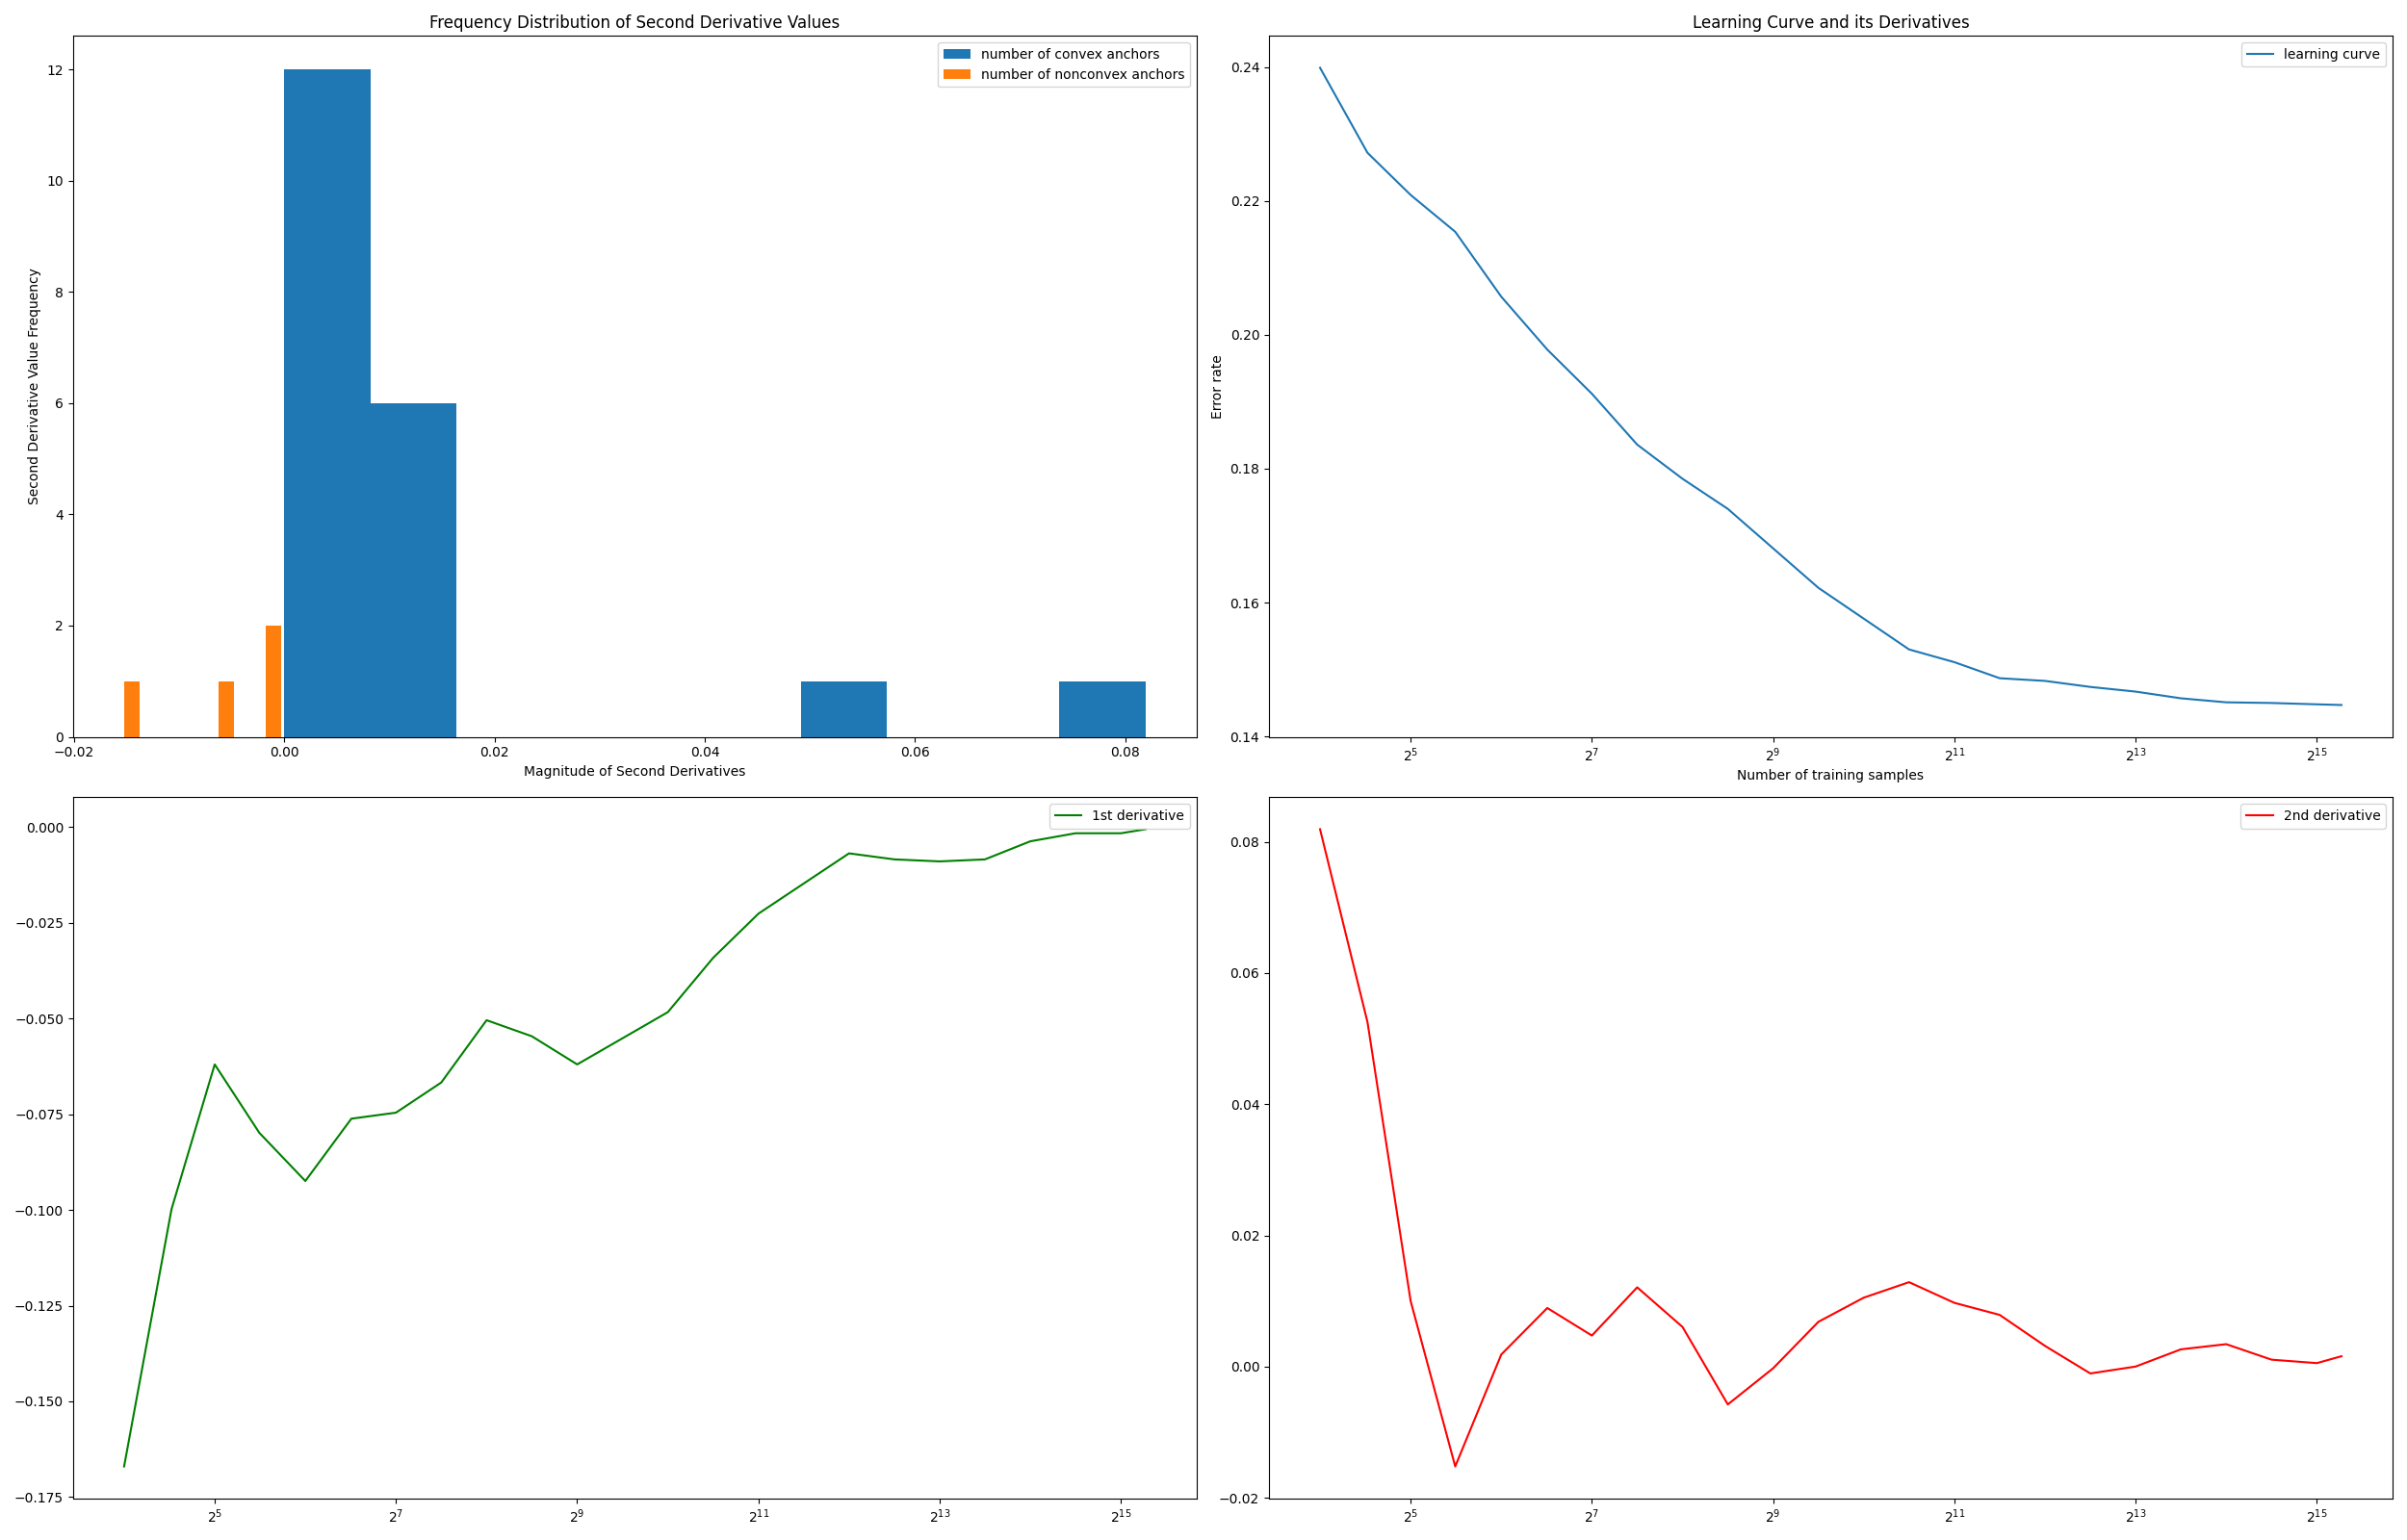 Frequency Distribution of Second Derivative Values
number of convex anchors
number of nonconvex anchors
Second Derivative Value Frequency
12
10
8
6
4
2
0
−0.02 0.00 0.02 0.04 0.06 0.08
Magnitude of Second Derivatives
Learning Curve and its Derivatives
learning curve
Error rate
0.24
0.22
0.20
0.18
0.16
0.14
2⁵ 2⁷ 2⁹ 2¹¹ 2¹³ 2¹⁵
Number of training samples
1st derivative
0.000
−0.025
−0.050
−0.075
−0.100
−0.125
−0.150
−0.175
2⁵ 2⁷ 2⁹ 2¹¹ 2¹³ 2¹⁵
2nd derivative
0.08
0.06
0.04
0.02
0.00
−0.02
2⁵ 2⁷ 2⁹ 2¹¹ 2¹³ 2¹⁵